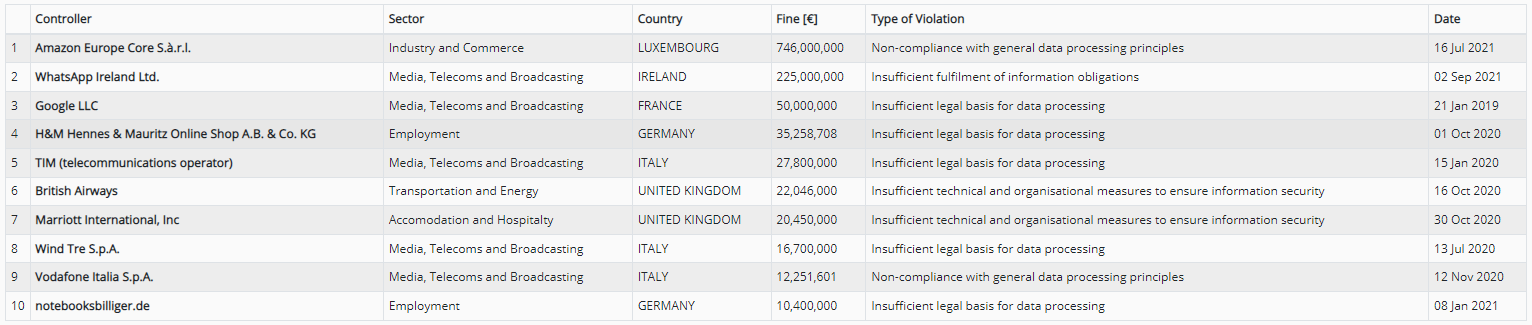 Controller Sector Country Fine [€] Type of Violation Date
1 Amazon Europe Core S.à.r.l. Industry and Commerce LUXEMBOURG 746,000,000 Non-compliance with general data processing principles 16 Jul 2021
2 WhatsApp Ireland Ltd. Media, Telecoms and Broadcasting IRELAND 225,000,000 Insufficient fulfilment of information obligations 02 Sep 2021
3 Google LLC Media, Telecoms and Broadcasting FRANCE 50,000,000 Insufficient legal basis for data processing 21 Jan 2019
4 H&M Hennes & Mauritz Online Shop A.B. & Co. KG Employment GERMANY 35,258,708 Insufficient legal basis for data processing 01 Oct 2020
5 TIM (telecommunications operator) Media, Telecoms and Broadcasting ITALY 27,800,000 Insufficient legal basis for data processing 15 Jan 2020
6 British Airways Transportation and Energy UNITED KINGDOM 22,046,000 Insufficient technical and organisational measures to ensure information security 16 Oct 2020
7 Marriott International, Inc Accomodation and Hospitalty UNITED KINGDOM 20,450,000 Insufficient technical and organisational measures to ensure information security 30 Oct 2020
8 Wind Tre S.p.A. Media, Telecoms and Broadcasting ITALY 16,700,000 Insufficient legal basis for data processing 13 Jul 2020
9 Vodafone Italia S.p.A. Media, Telecoms and Broadcasting ITALY 12,251,601 Non-compliance with general data processing principles 12 Nov 2020
10 notebooksbilliger.de Employment GERMANY 10,400,000 Insufficient legal basis for data processing 08 Jan 2021